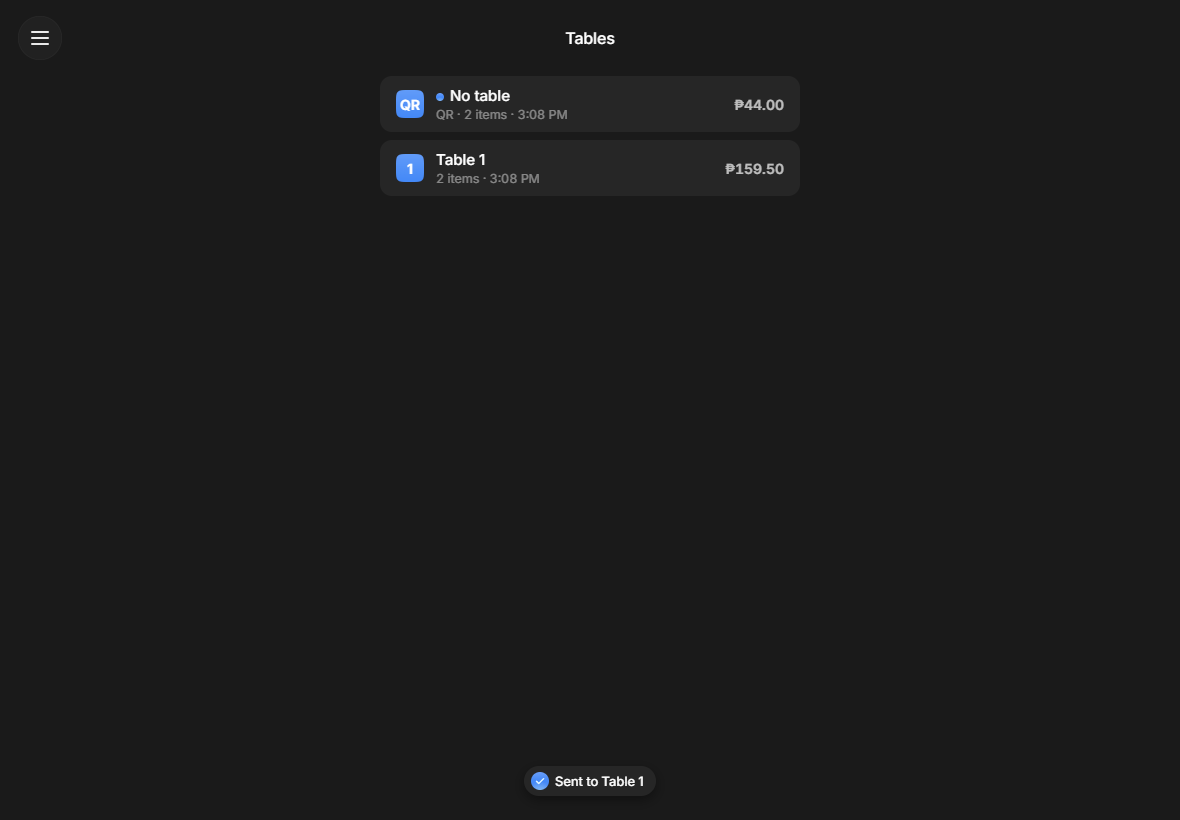 Tables
QR
No table
QR · 2 items · 3:08 PM
₱44.00
1
Table 1
2 items · 3:08 PM
₱159.50
Sent to Table 1